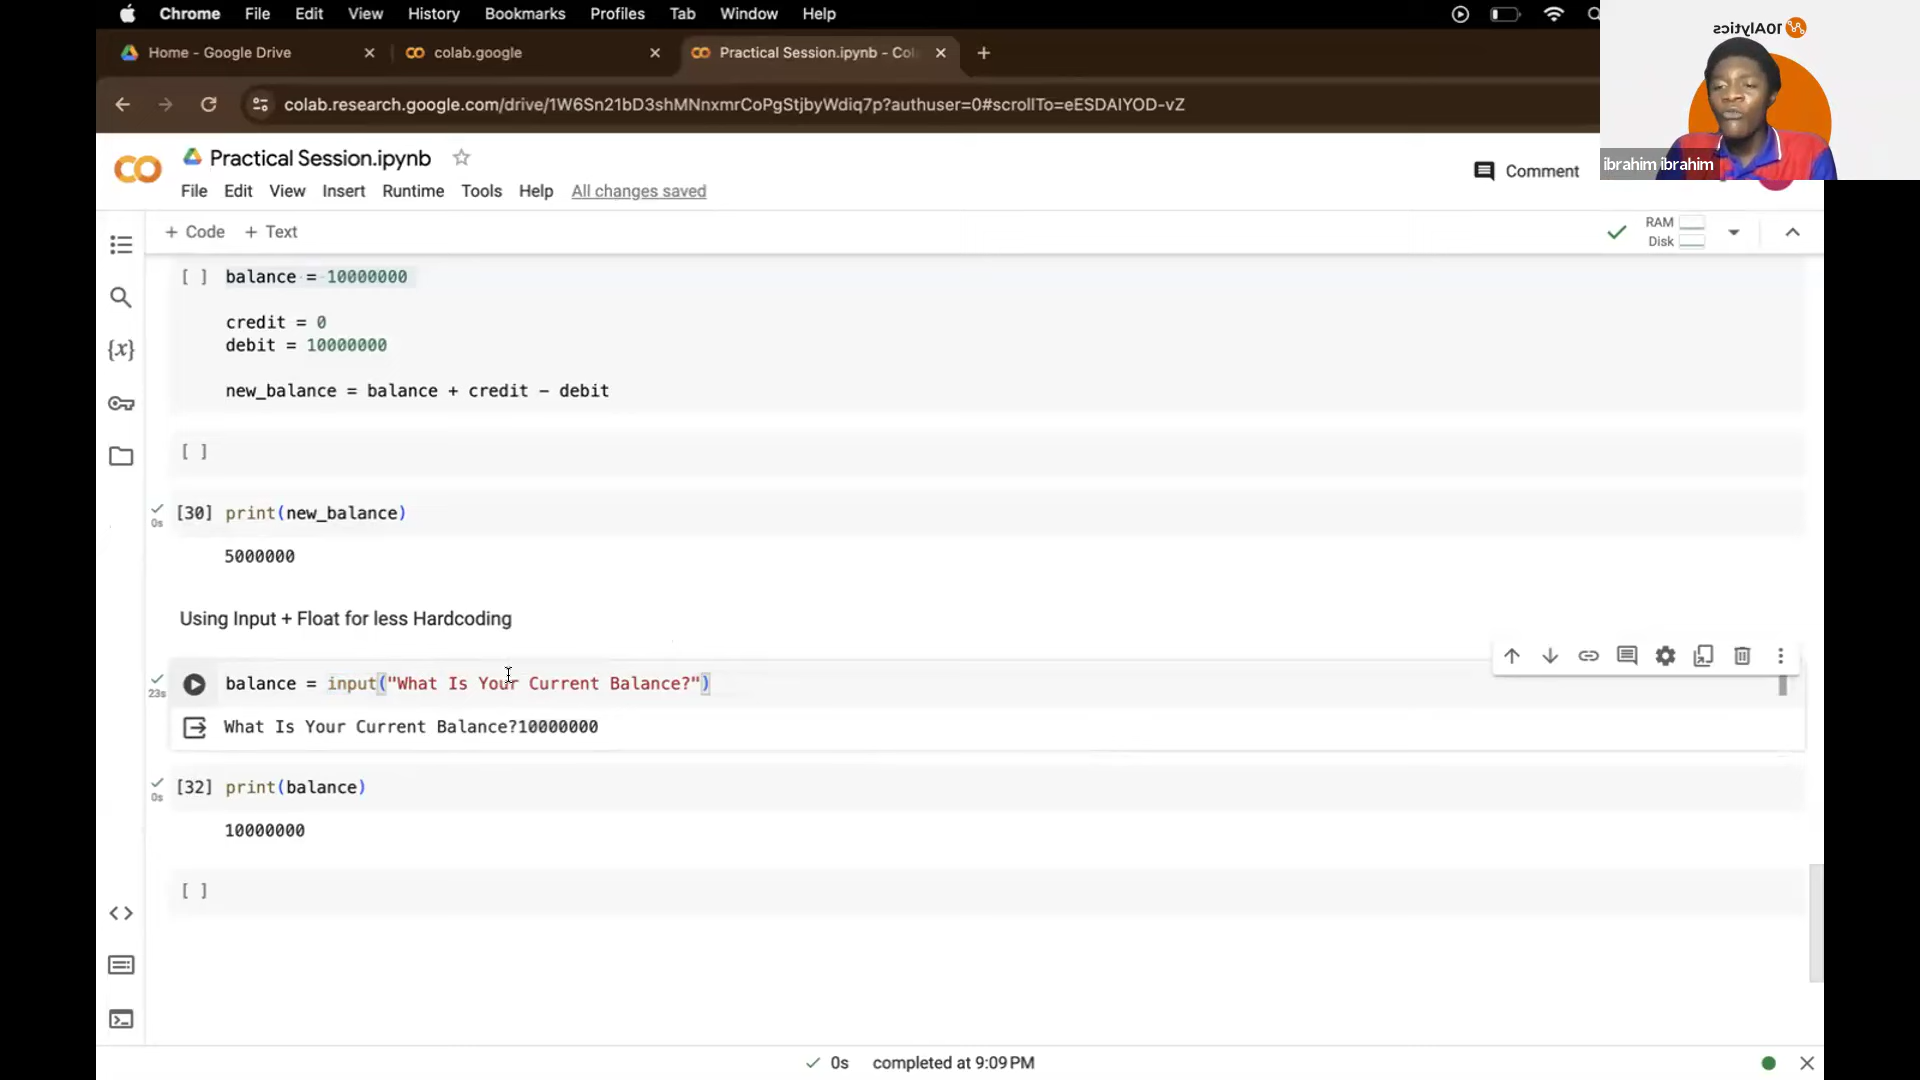 Chrome File Edit View History Bookmarks Profiles Tab Window Help
Home - Google Drive
colab.google
Practical Session.ipynb - Col
colab.research.google.com/drive/1W6Sn21bD3shMNnxmrCoPgStjbyWdiq7p?authuser=0#scrollTo=eESDAIYOD-vZ
10Alytics
ibrahim ibrahim
Practical Session.ipynb
File Edit View Insert Runtime Tools Help All changes saved
Comment
+ Code + Text
RAM
Disk
{x}
[ ] balance = 10000000
credit = 0
debit = 10000000
new_balance = balance + credit - debit
[ ]
0s
[30] print(new_balance)
5000000
Using Input + Float for less Hardcoding
23s
balance = input("What Is Your Current Balance?")
What Is Your Current Balance?10000000
0s
[32] print(balance)
10000000
[ ]
0s completed at 9:09 PM